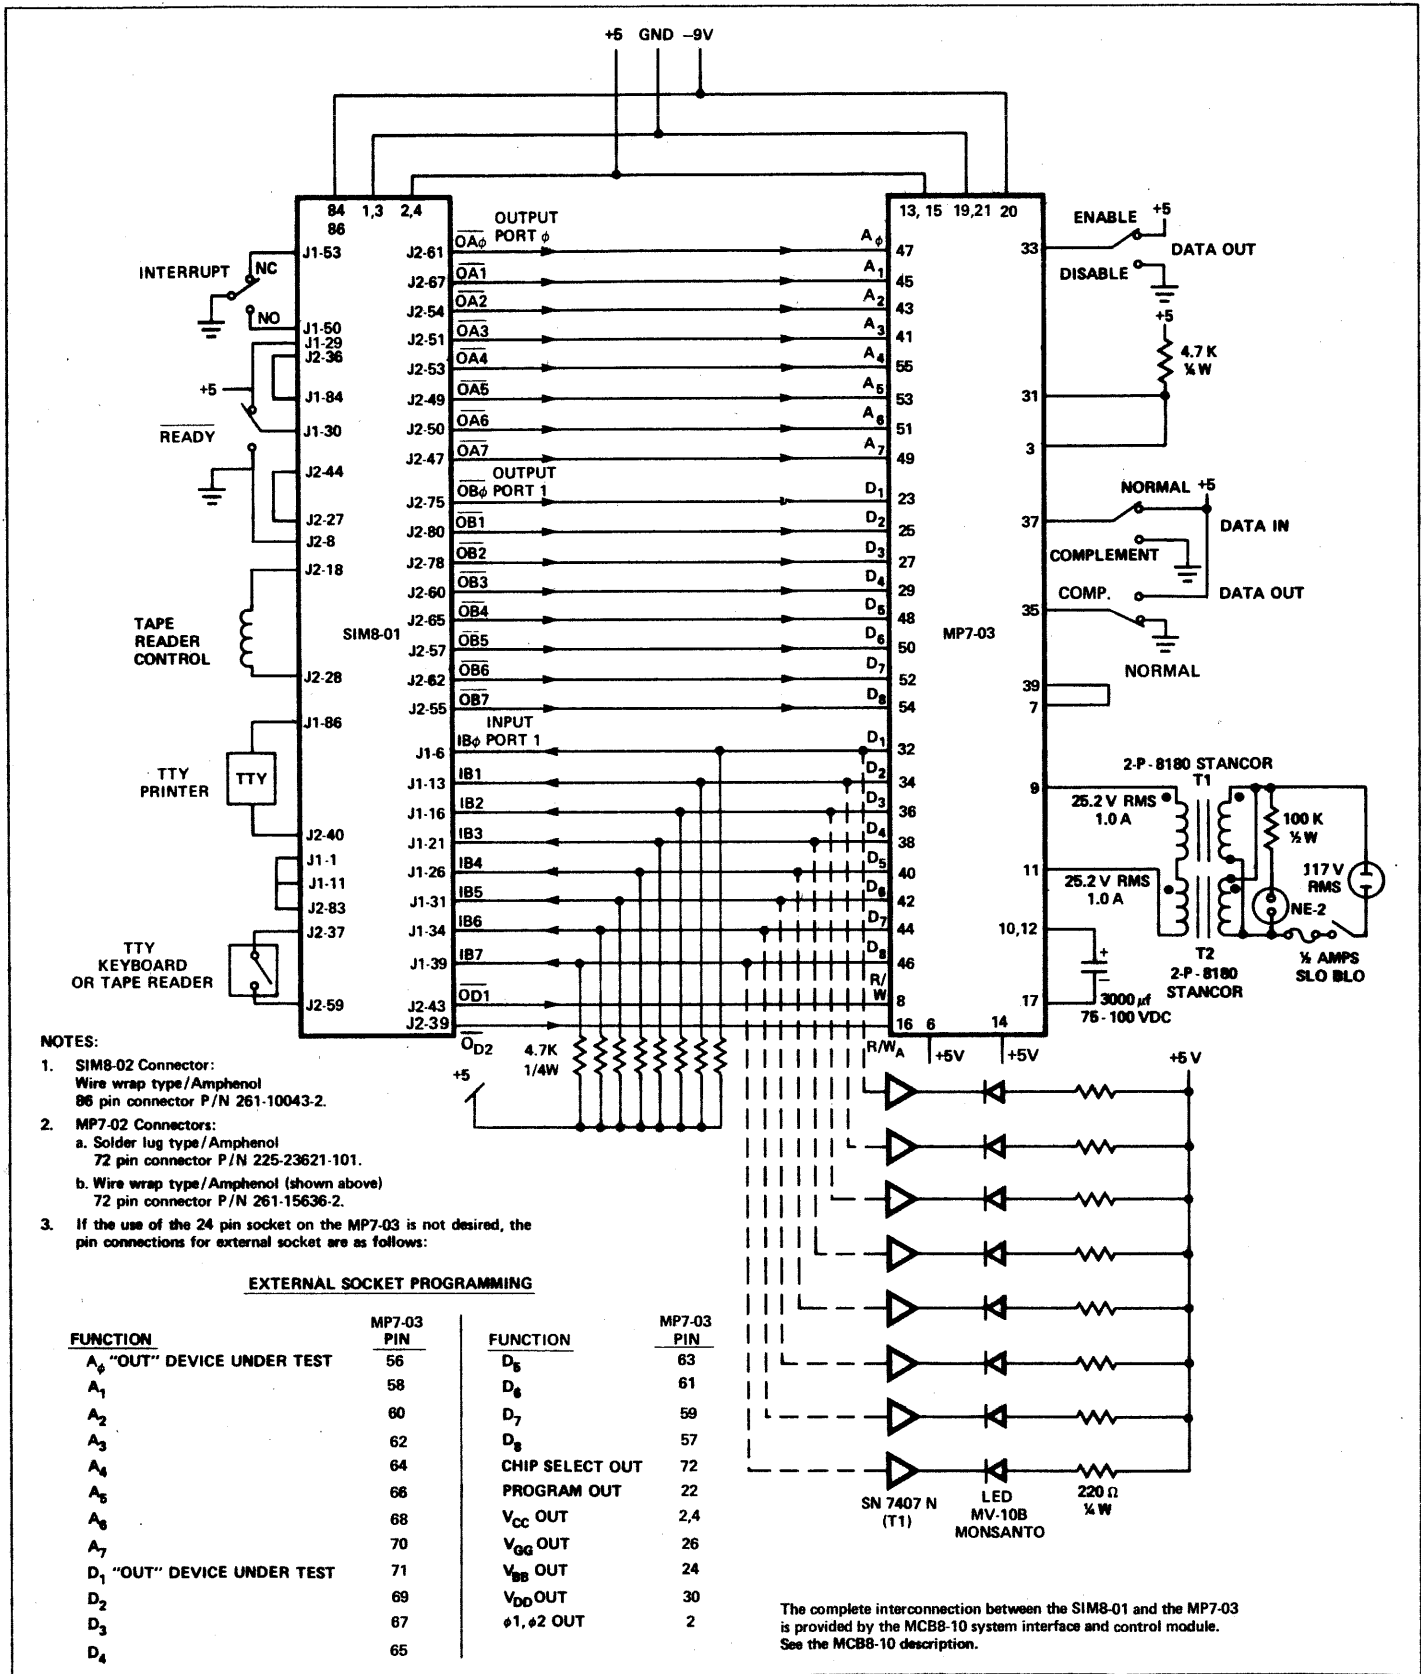 +5 GND –9V
84 1,3 2,4
86
13, 15 19,21 20
OUTPUT
PORT ϕ
J1-53
INTERRUPT
NC
NO
J1-50
J1-29
J2-36
+5
J1-84
READY
J1-30
J2-44
J2-27
J2-8
J2-18
TAPE
READER
CONTROL
J2-28
J1-86
TTY
PRINTER
TTY
J2-40
J1-1
J1-11
J2-83
J2-37
TTY
KEYBOARD
OR TAPE READER
J2-59
SIM8-01
J2-61 OAϕ Aϕ 47
J2-67 OA1 A1 45
J2-54 OA2 A2 43
J2-51 OA3 A3 41
J2-53 OA4 A4 55
J2-49 OA5 A5 53
J2-50 OA6 A6 51
J2-47 OA7 A7 49
OUTPUT
PORT 1
J2-75 OBϕ D1 23
J2-80 OB1 D2 25
J2-78 OB2 D3 27
J2-60 OB3 D4 29
J2-65 OB4 D5 48
J2-57 OB5 D6 50
J2-62 OB6 D7 52
J2-55 OB7 D8 54
INPUT
PORT 1
J1-6 IBϕ D1 32
J1-13 IB1 D2 34
J1-16 IB2 D3 36
J1-21 IB3 D4 38
J1-26 IB4 D5 40
J1-31 IB5 D6 42
J1-34 IB6 D7 44
J1-39 IB7 D8 46
J2-43 OD1 R/W 8
J2-39 OD2 R/WA 16
6 14
+5V +5V
4.7K
1/4W
+5
MP7-03
33
ENABLE
+5
DATA OUT
DISABLE
+5
4.7 K
¼ W
31
3
NORMAL +5
37
DATA IN
COMPLEMENT
COMP.
DATA OUT
35
NORMAL
39
7
2-P-8180 STANCOR
T1
9
25.2 V RMS
1.0 A
100 K
½ W
117 V
RMS
11
25.2 V RMS
1.0 A
NE-2
10,12
T2
2-P-8180
STANCOR
½ AMPS
SLO BLO
+
–
17
3000 µf
75-100 VDC
+5 V
SN 7407 N
(T1)
LED
MV-10B
MONSANTO
220 Ω
¼ W
NOTES:
1. SIM8-02 Connector:
Wire wrap type/Amphenol
86 pin connector P/N 261-10043-2.
2. MP7-02 Connectors:
a. Solder lug type/Amphenol
72 pin connector P/N 225-23621-101.
b. Wire wrap type/Amphenol (shown above)
72 pin connector P/N 261-15636-2.
3. If the use of the 24 pin socket on the MP7-03 is not desired, the
pin connections for external socket are as follows:
EXTERNAL SOCKET PROGRAMMING
FUNCTION MP7-03 PIN
Aϕ "OUT" DEVICE UNDER TEST 56
A1 58
A2 60
A3 62
A4 64
A5 66
A6 68
A7 70
D1 "OUT" DEVICE UNDER TEST 71
D2 69
D3 67
D4 65
FUNCTION MP7-03 PIN
D5 63
D6 61
D7 59
D8 57
CHIP SELECT OUT 72
PROGRAM OUT 22
VCC OUT 2,4
VGG OUT 26
VBB OUT 24
VDD OUT 30
ϕ1, ϕ2 OUT 2
The complete interconnection between the SIM8-01 and the MP7-03
is provided by the MCB8-10 system interface and control module.
See the MCB8-10 description.